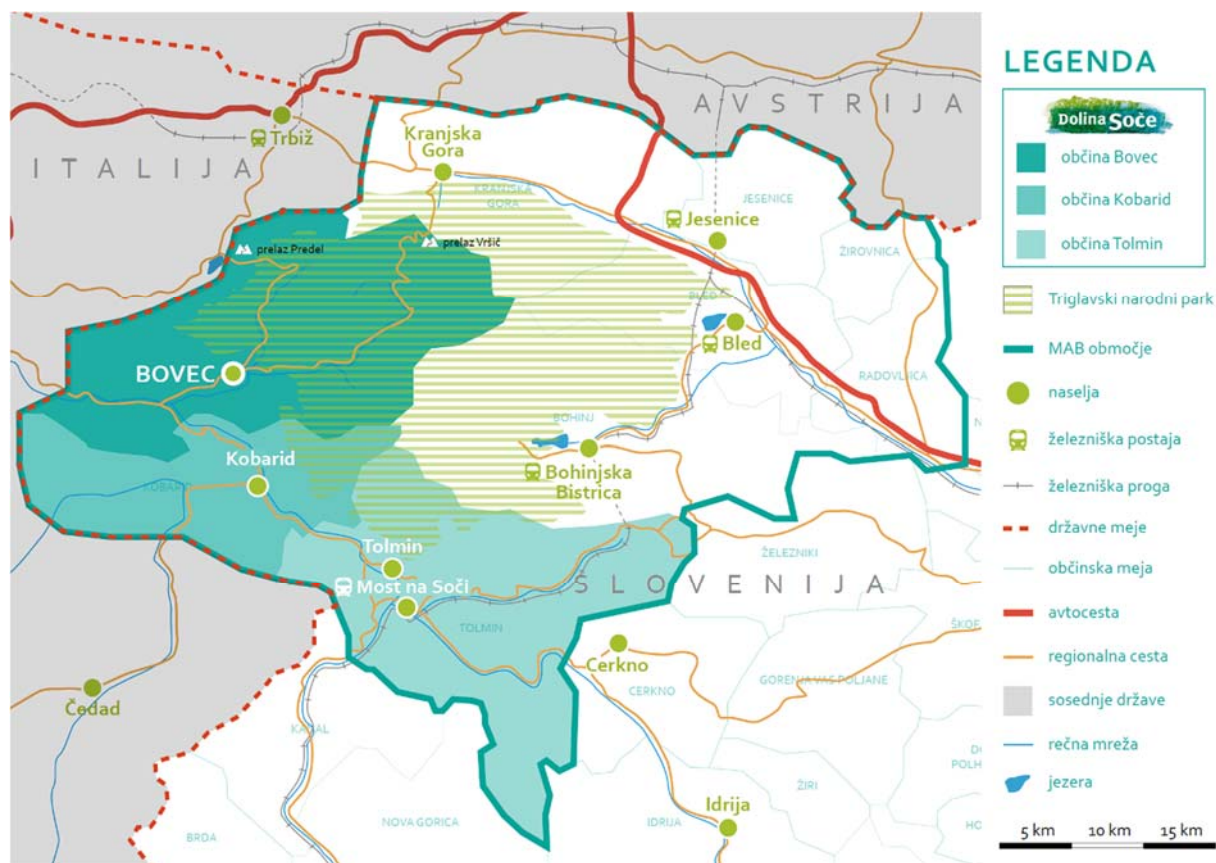 AVSTRIJA
ITALIJA
Trbiž
Kranjska
Gora
KRANJSKA
GORA
JESENICE
Jesenice
ŽIROVNICA
prelaz Predel
prelaz Vršič
BLED
Bled
RADOVLJICA
BOVEC
BOHINJ
Kobarid
KOBARID
Bohinjska
Bistrica
Tolmin
Most na Soči
SLOVENIJA
ŽELEZNIKI
TOLMIN
Cerkno
CERKNO
GORENJA VAS POLJANE
ŠKOF
Čedad
KANAL
POLH
ŽIRI
Idrija
IDRIJA
NOVA GORICA
BRDA
HO
LEGENDA
Dolina Soče
občina Bovec
občina Kobarid
občina Tolmin
Triglavski narodni park
MAB območje
naselja
železniška postaja
železniška proga
državne meje
občinska meja
avtocesta
regionalna cesta
sosednje države
rečna mreža
jezera
5 km 10 km 15 km